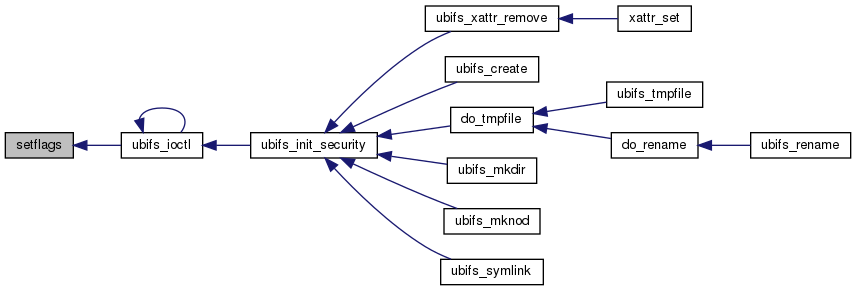 ubifs_xattr_remove
xattr_set
ubifs_create
ubifs_tmpfile
do_tmpfile
setflags
ubifs_ioctl
ubifs_init_security
do_rename
ubifs_rename
ubifs_mkdir
ubifs_mknod
ubifs_symlink